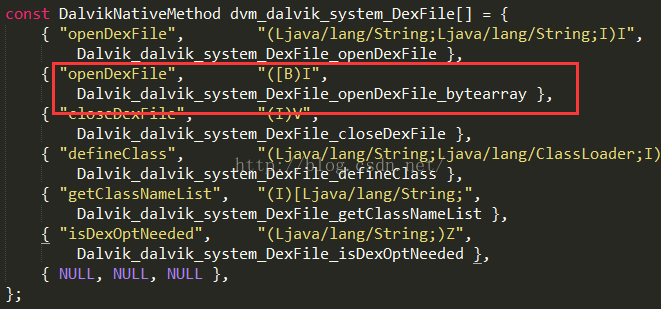 const DalvikNativeMethod dvm_dalvik_system_DexFile[] = {
{ "openDexFile", "(Ljava/lang/String;Ljava/lang/String;I)I",
Dalvik_dalvik_system_DexFile_openDexFile },
{ "openDexFile", "([B)I",
Dalvik_dalvik_system_DexFile_openDexFile_bytearray },
{ "closeDexFile", "(I)V",
Dalvik_dalvik_system_DexFile_closeDexFile },
{ "defineClass", "(Ljava/lang/String;Ljava/lang/ClassLoader;I)
http://blog.csdn.net/
Dalvik_dalvik_system_DexFile_defineClass },
{ "getClassNameList", "(I)[Ljava/lang/String;",
Dalvik_dalvik_system_DexFile_getClassNameList },
{ "isDexOptNeeded", "(Ljava/lang/String;)Z",
Dalvik_dalvik_system_DexFile_isDexOptNeeded },
{ NULL, NULL, NULL },
};